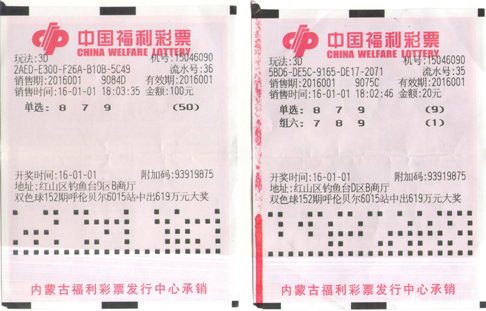 中国福利彩票
CHINA WELFARE LOTTERY
玩法:3D 机号:15046090
2AED-E300-F26A-B10B-5C49 流水号:36
销售期:2016001 9084D 有效期:2016001
销售时间:16-01-01 18:03:35 金额:100元
单选: 8 7 9 (50)
开奖时间:16-01-01 附加码:93919875
地址:红山区钓鱼台D区B商厅
双色球152期呼伦贝尔6015站中出619万元大奖
内蒙古福利彩票发行中心承销
中国福利彩票
CHINA WELFARE LOTTERY
玩法:3D 机号:15046090
5BD6-DE5C-9165-DE17-2071 流水号:35
销售期:2016001 9075C 有效期:2016001
销售时间:16-01-01 18:02:46 金额:20元
单选: 8 7 9 (9)
组六: 7 8 9 (1)
开奖时间:16-01-01 附加码:93919875
地址:红山区钓鱼台D区B商厅
双色球152期呼伦贝尔6015站中出619万元大奖
内蒙古福利彩票发行中心承销